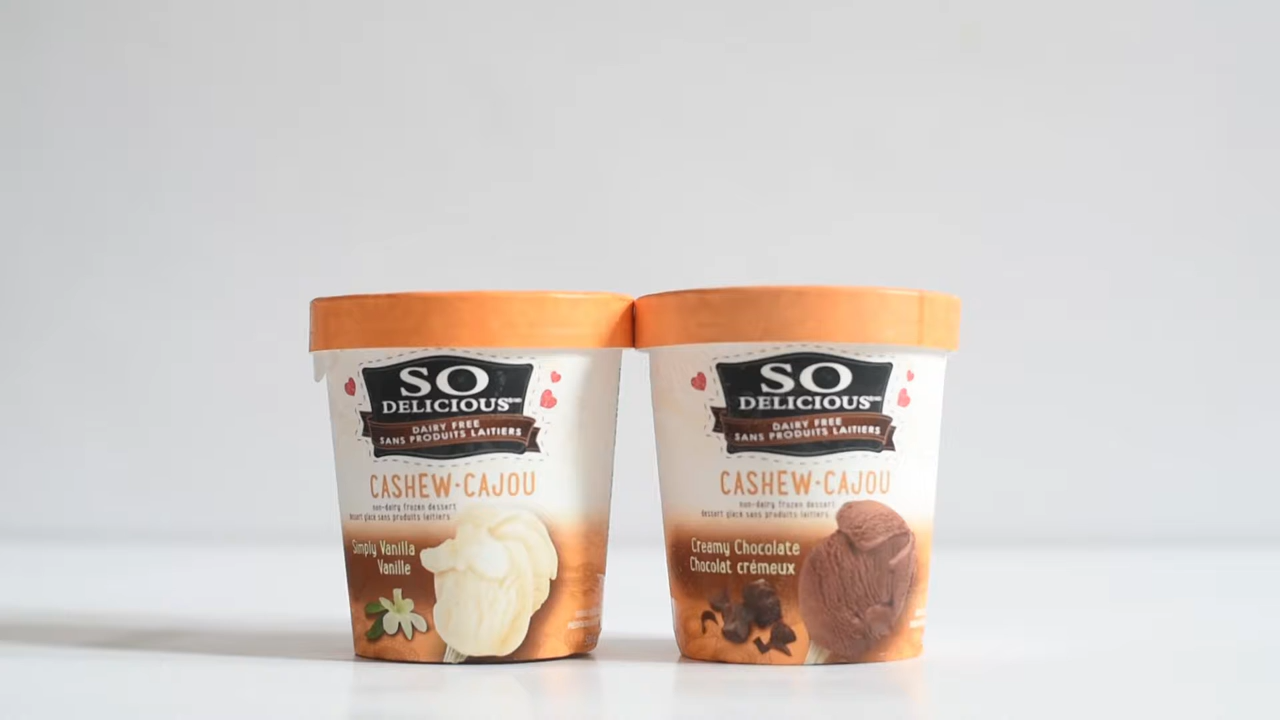 SO
DELICIOUS
DAIRY FREE
SANS PRODUITS LAITIERS
CASHEW·CAJOU
non-dairy frozen dessert
dessert glacé sans produits laitiers
Simply Vanilla
Vanille
SO
DELICIOUS
DAIRY FREE
SANS PRODUITS LAITIERS
CASHEW·CAJOU
non-dairy frozen dessert
dessert glacé sans produits laitiers
Creamy Chocolate
Chocolat crémeux